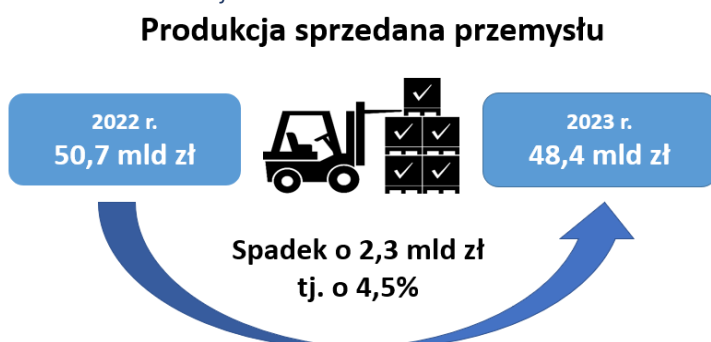 Produkcja sprzedana przemysłu
2022 r.
50,7 mld zł
2023 r.
48,4 mld zł
Spadek o 2,3 mld zł
tj. o 4,5%